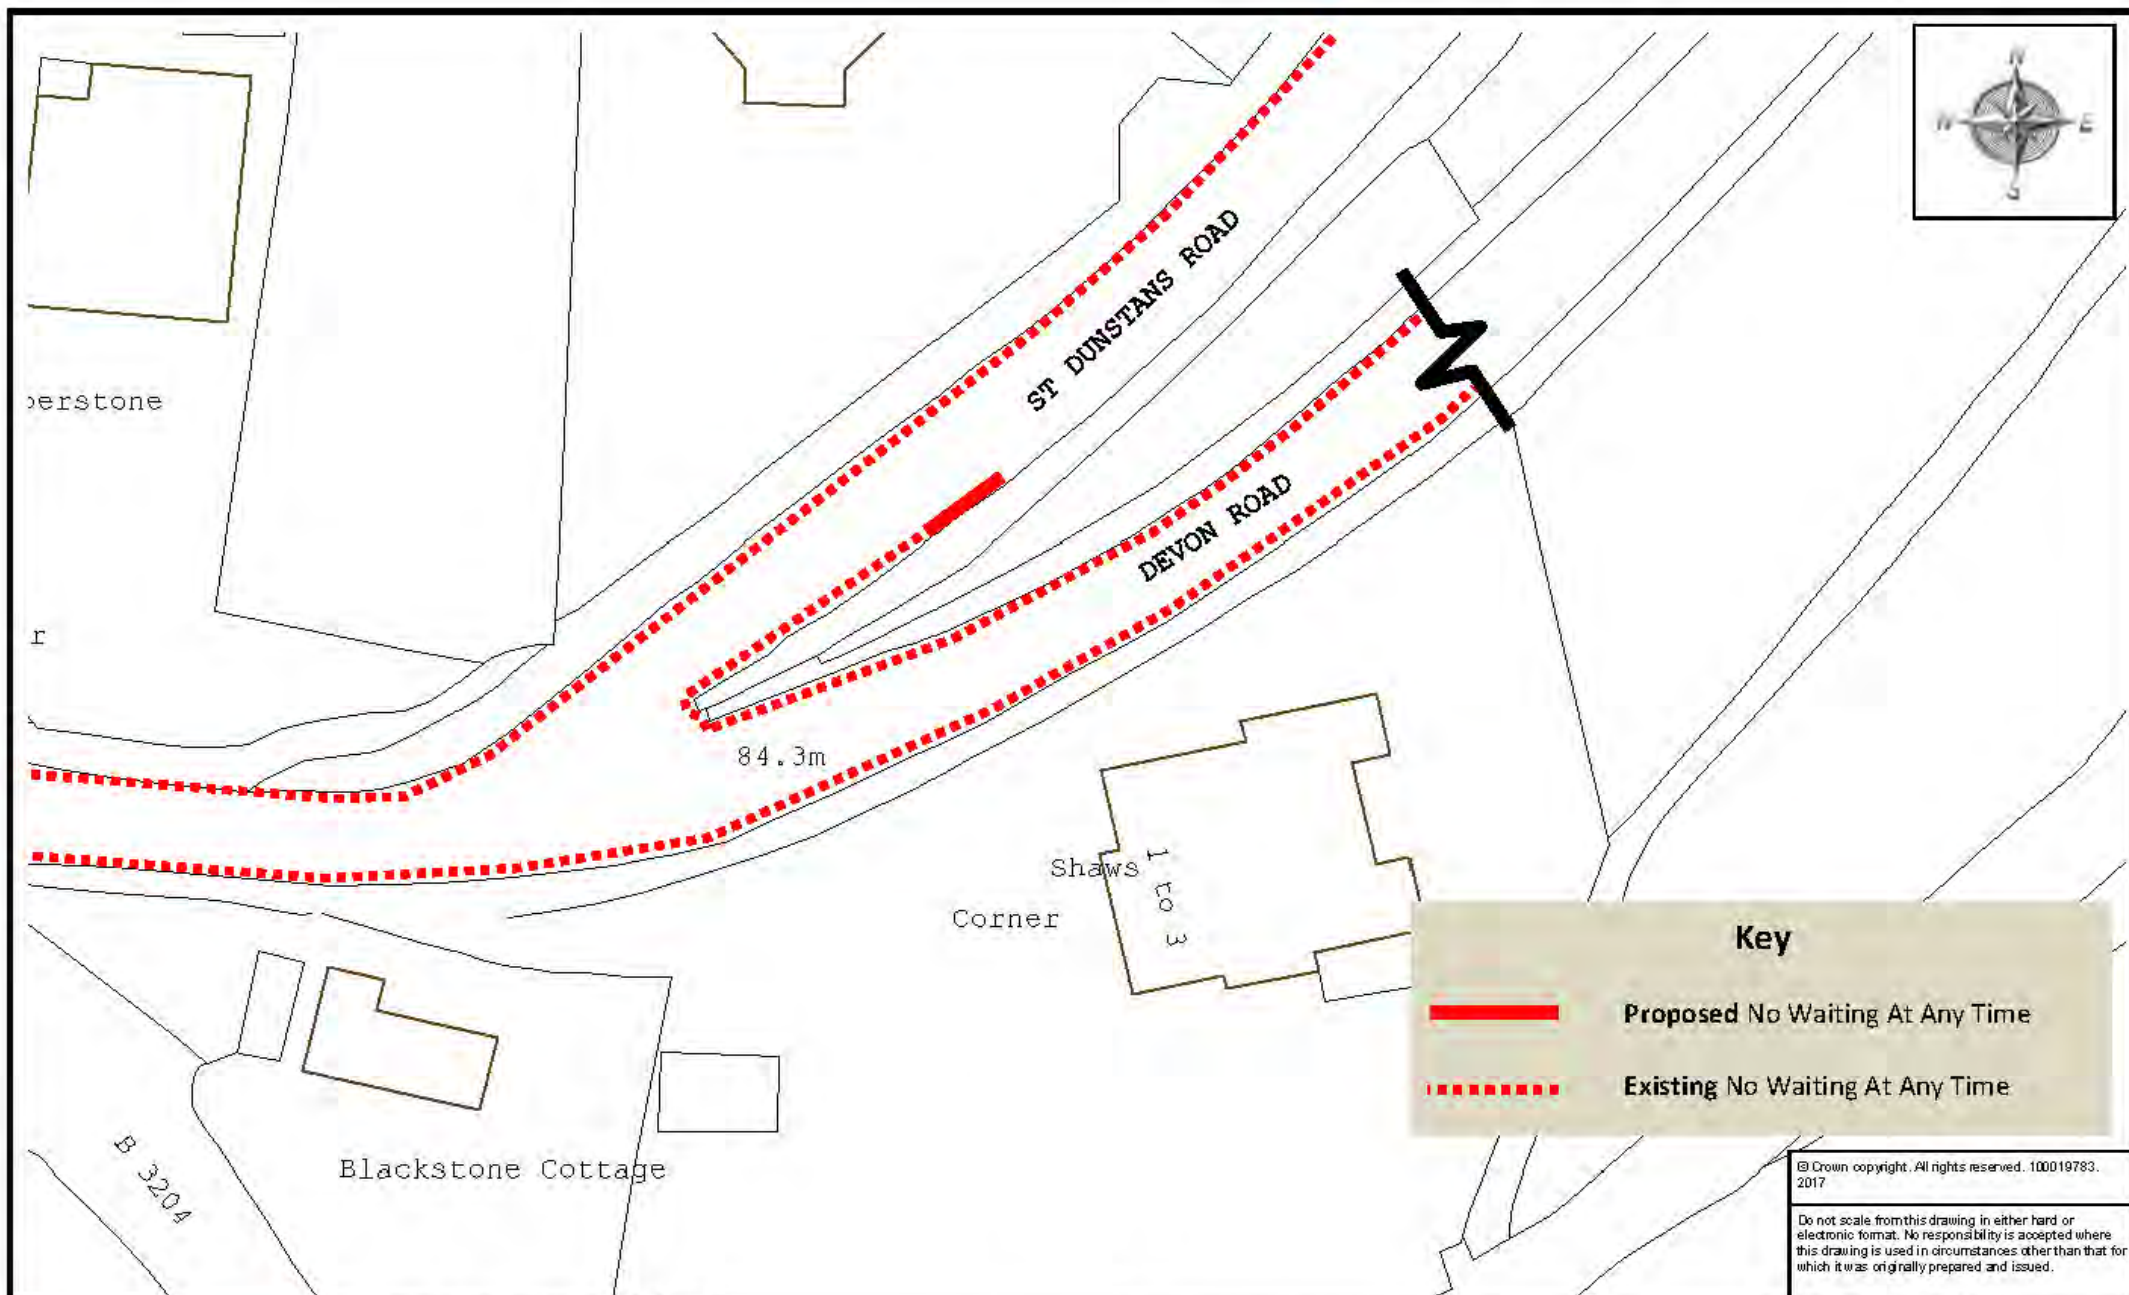 N
W E
S
ST DUNSTANS ROAD
perstone
DEVON ROAD
r
84.3m
Shaws
Corner
1 to 3
Key
Proposed No Waiting At Any Time
Existing No Waiting At Any Time
Blackstone Cottage
B 3204
© Crown copyright. All rights reserved. 100019783.
2017
Do not scale from this drawing in either hard or
electronic format. No responsibility is accepted where
this drawing is used in circumstances other than that for
which it was originally prepared and issued.